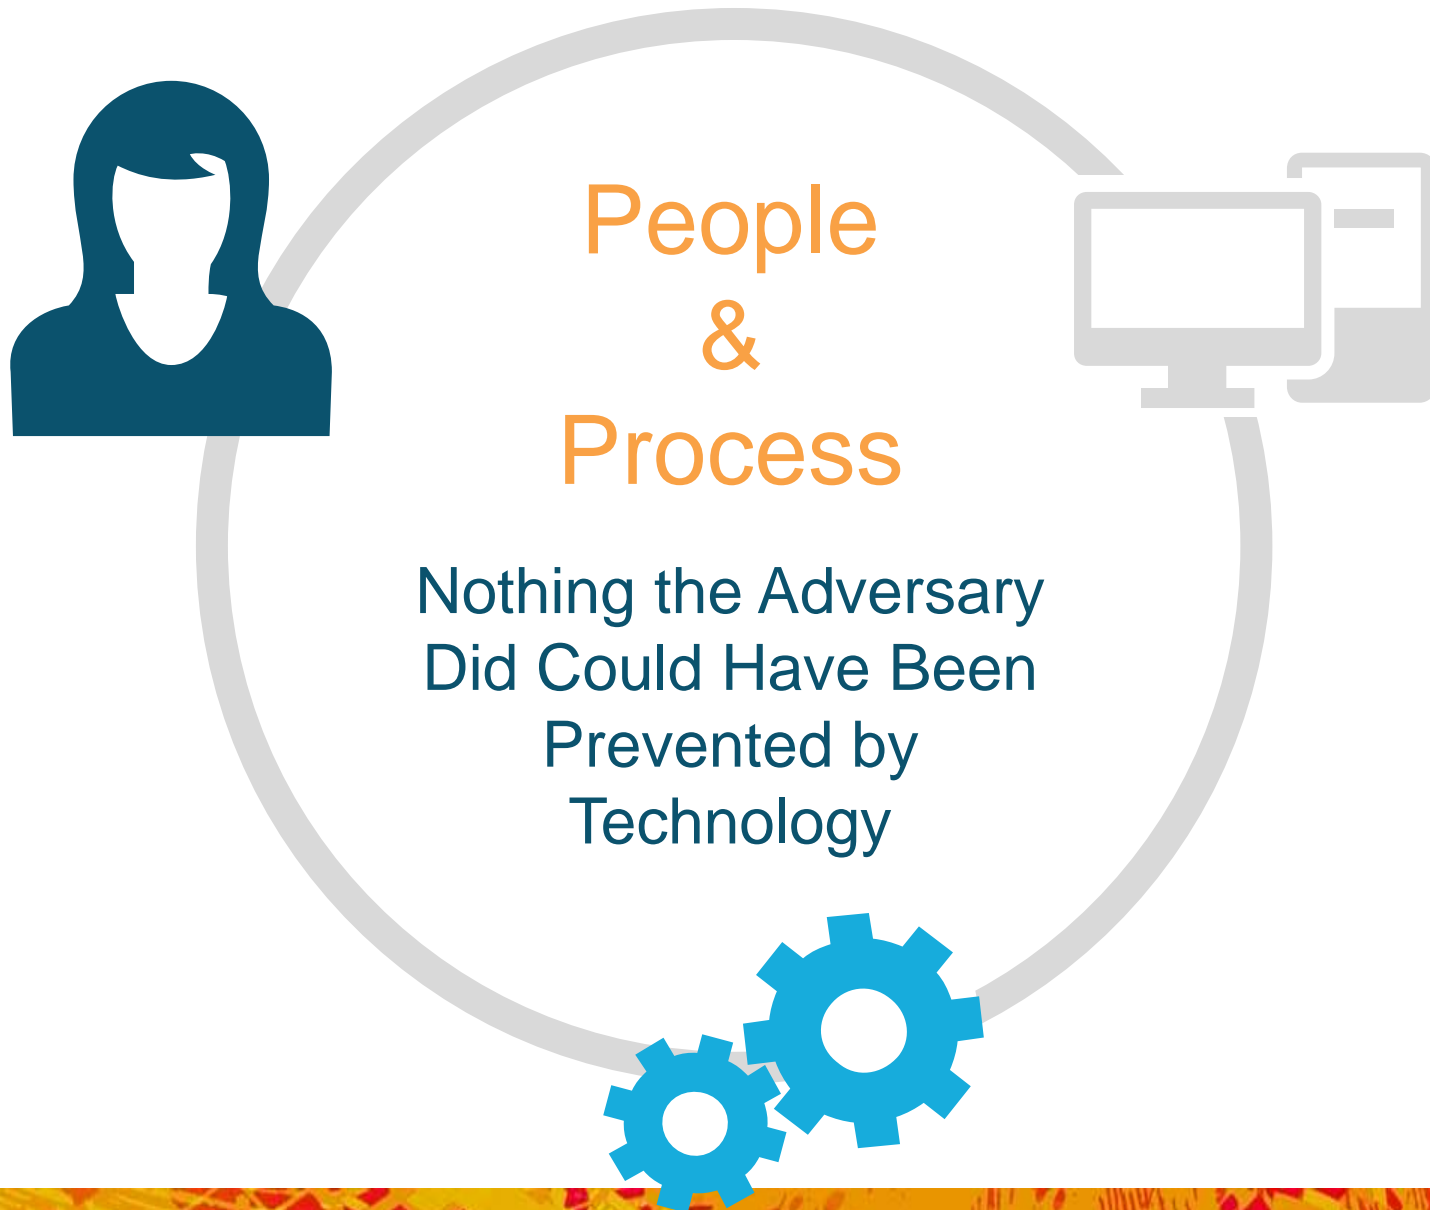 People
&
Process
Nothing the Adversary
Did Could Have Been
Prevented by
Technology